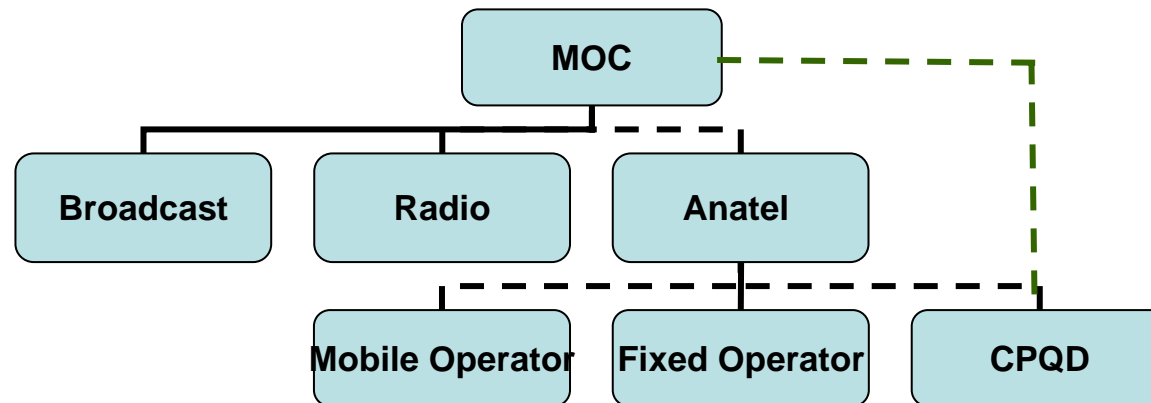 MOC
Broadcast
Radio
Anatel
Mobile Operator
Fixed Operator
CPQD